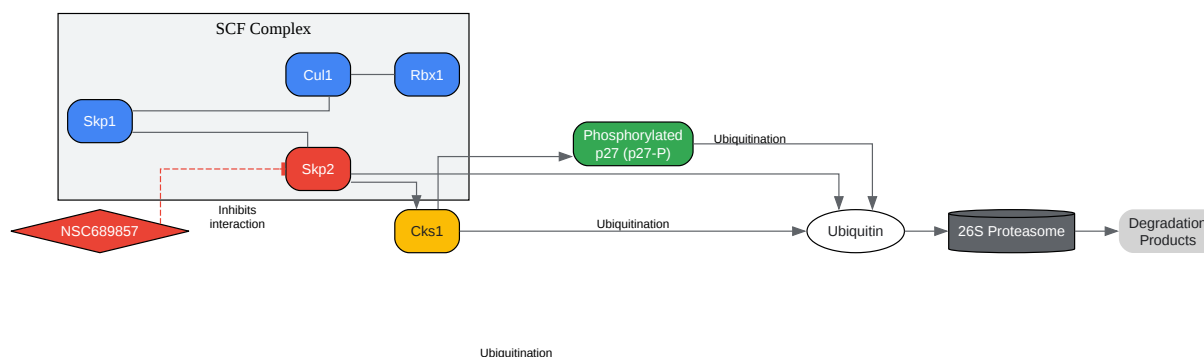 SCF Complex
Cul1
Rbx1
Skp1
Skp2
Phosphorylated
p27 (p27-P)
Ubiquitination
Inhibits
interaction
NSC689857
Cks1
Ubiquitination
Ubiquitin
26S Proteasome
Degradation
Products
Ubiquitination